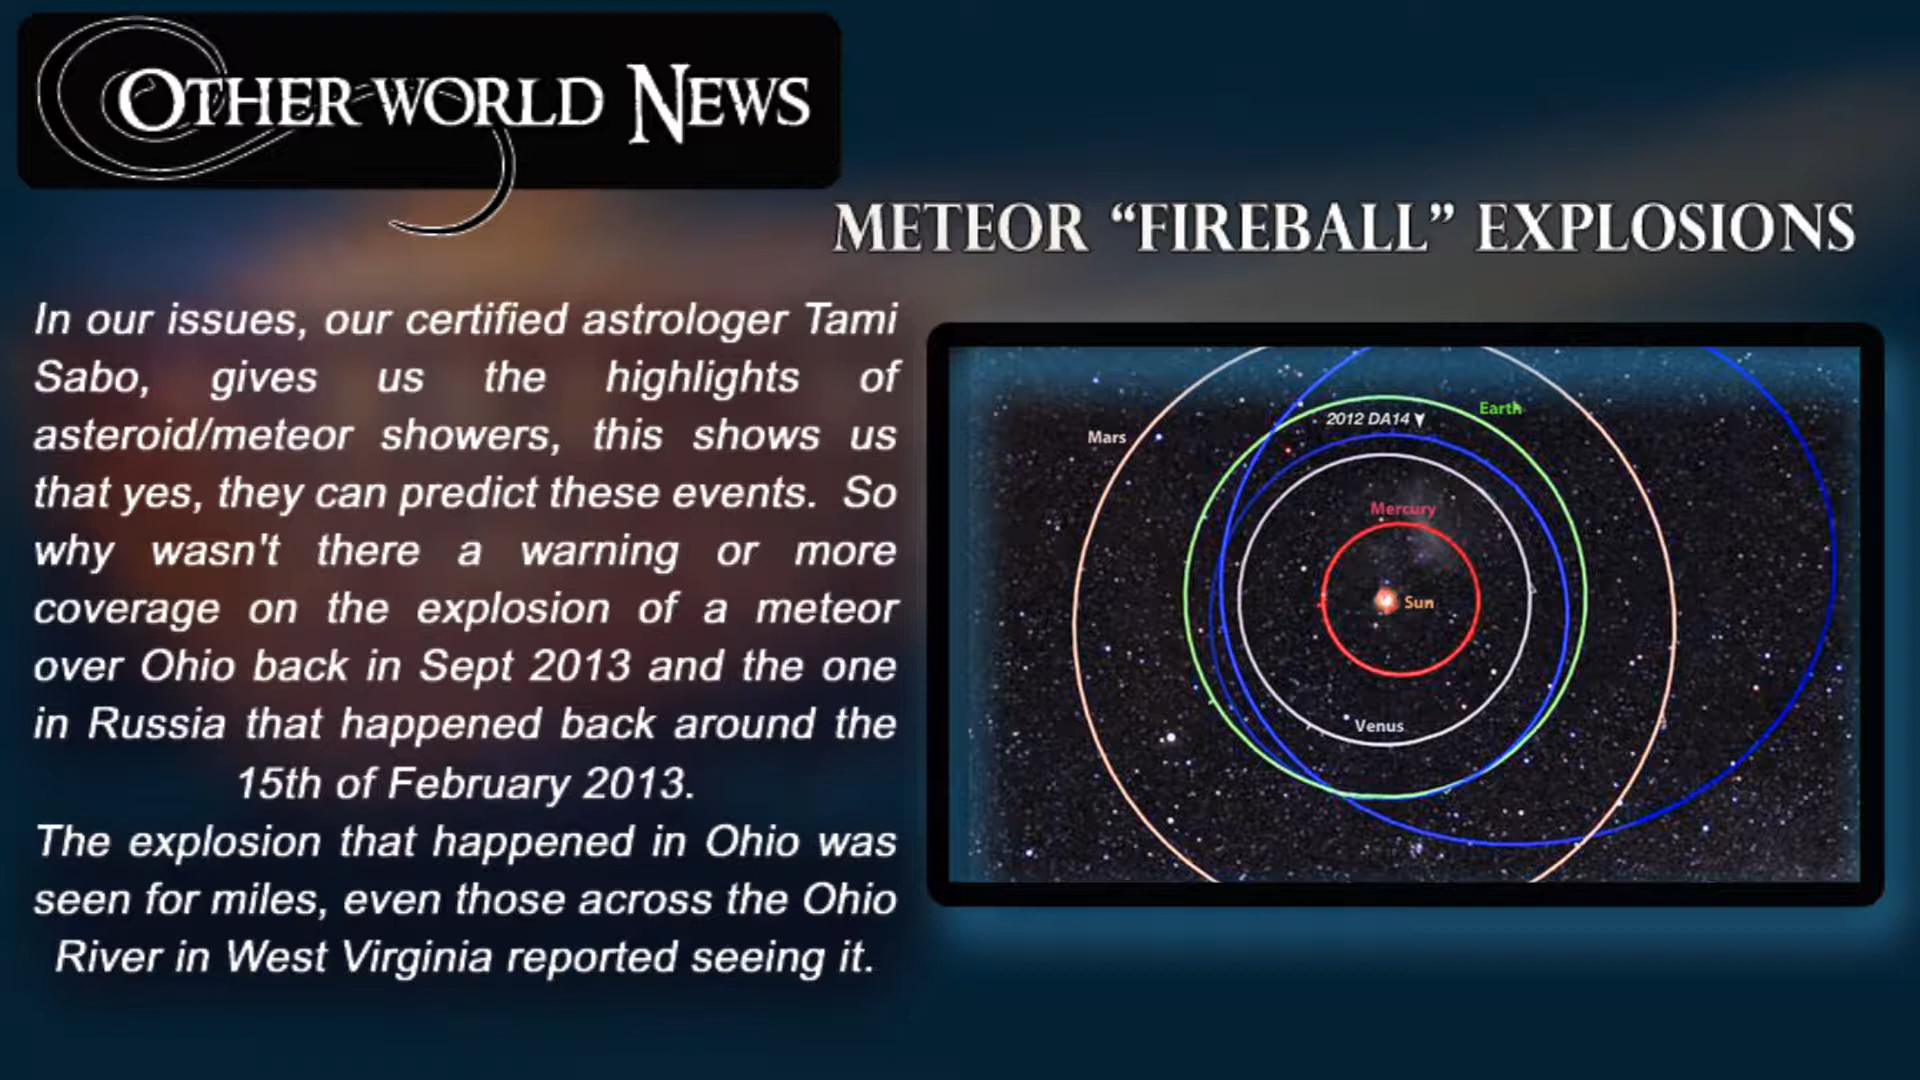 OTHER WORLD NEWS
METEOR “FIREBALL” EXPLOSIONS
In our issues, our certified astrologer Tami
Sabo, gives us the highlights of
asteroid/meteor showers, this shows us
that yes, they can predict these events. So
why wasn't there a warning or more
coverage on the explosion of a meteor
over Ohio back in Sept 2013 and the one
in Russia that happened back around the
15th of February 2013.
The explosion that happened in Ohio was
seen for miles, even those across the Ohio
River in West Virginia reported seeing it.
Earth
2012 DA14
Mars
Mercury
Sun
Venus